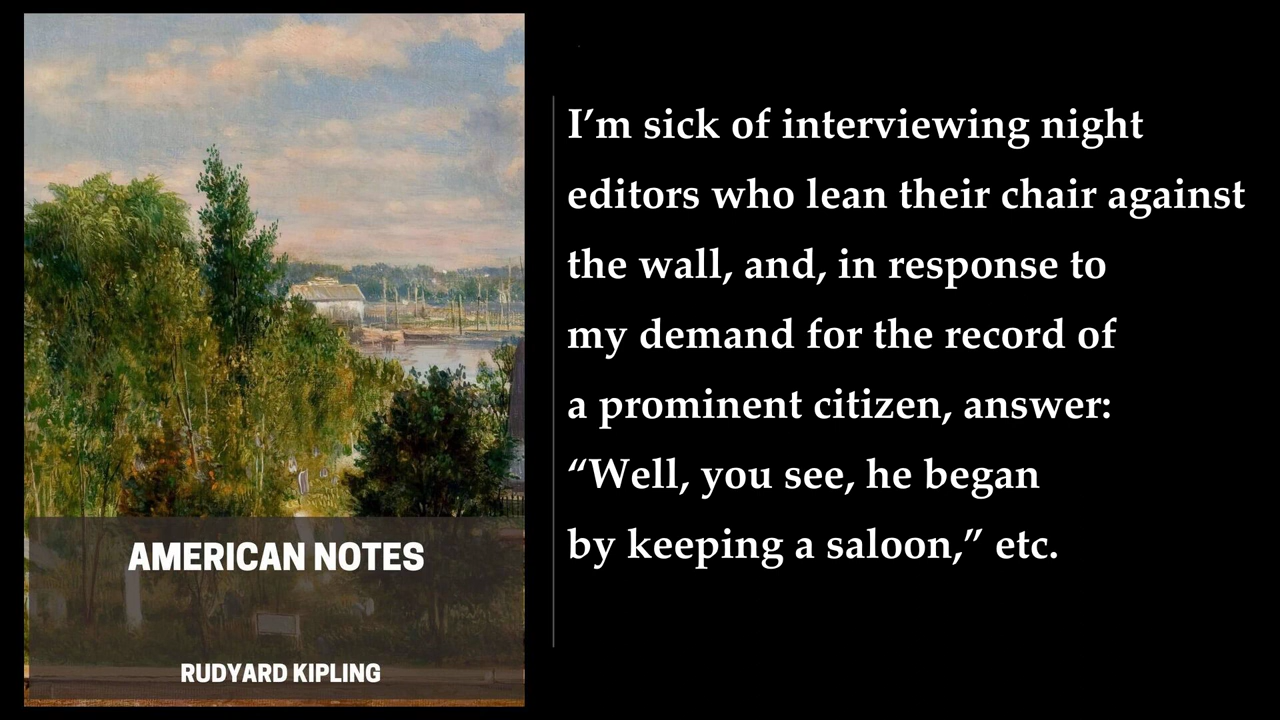 AMERICAN NOTES
RUDYARD KIPLING
I’m sick of interviewing night
editors who lean their chair against
the wall, and, in response to
my demand for the record of
a prominent citizen, answer:
“Well, you see, he began
by keeping a saloon,” etc.